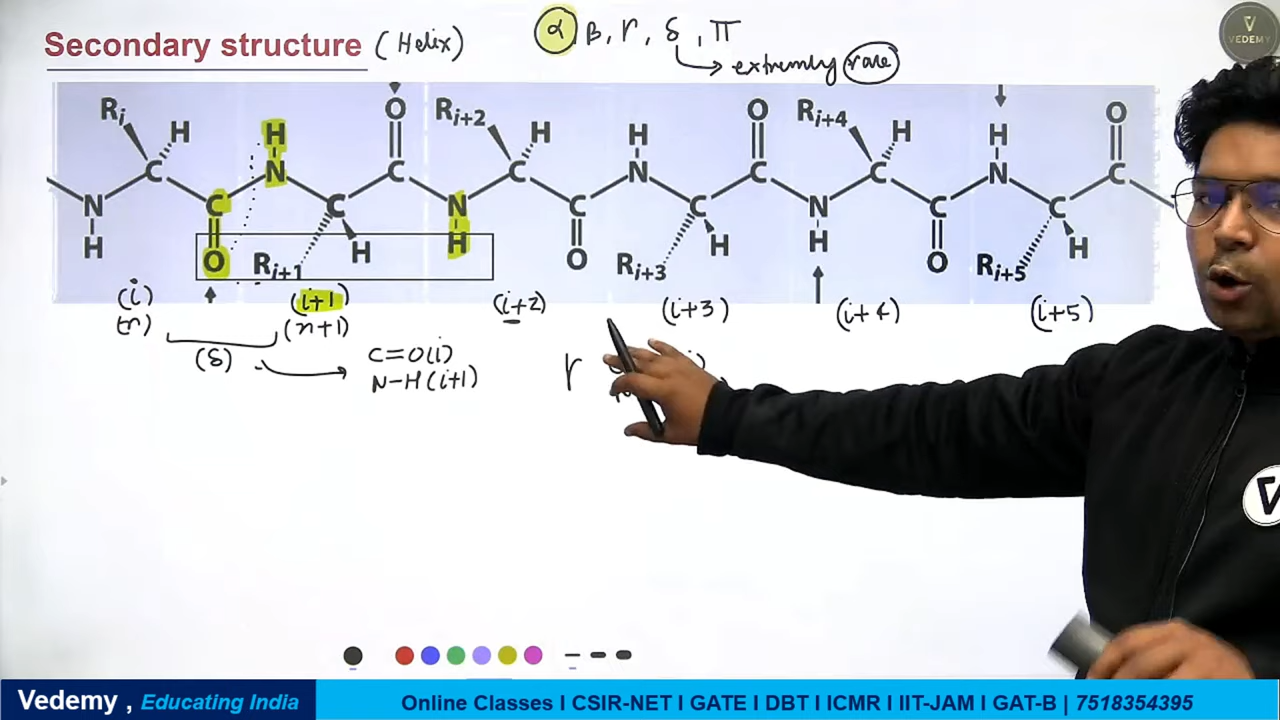 Secondary structure (Helix)
α, β, r, δ, π
extremly rare
VEDEMY
Ri H H O Ri+2 H H O Ri+4 H H O
N C C N C C N C C N C C N C C N C C
H O Ri+1 H H O Ri+3 H H O Ri+5 H
(i) (i+1) (i+2) (i+3) (i+4) (i+5)
(n) (n+1)
(δ)
C=O(i)
N-H(i+1)
r
Vedemy , Educating India
Online Classes I CSIR-NET I GATE I DBT I ICMR I IIT-JAM I GAT-B | 7518354395